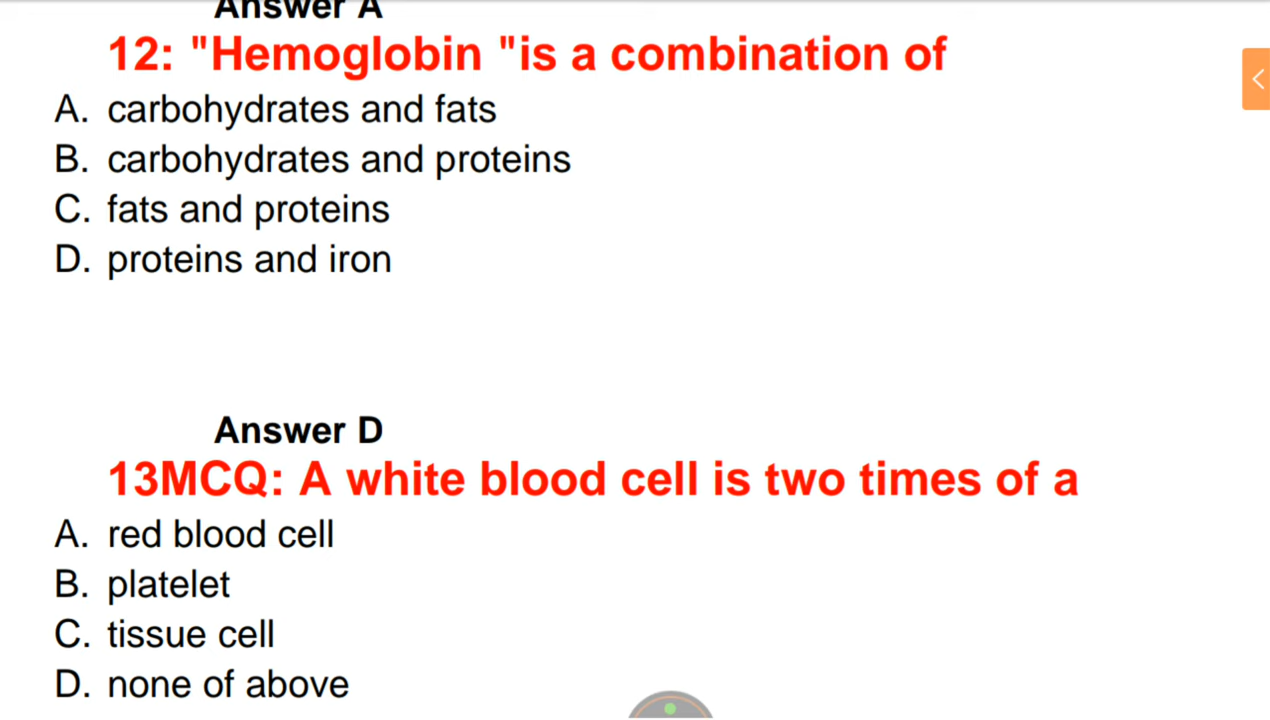 Answer A
12: "Hemoglobin "is a combination of
A. carbohydrates and fats
B. carbohydrates and proteins
C. fats and proteins
D. proteins and iron
Answer D
13MCQ: A white blood cell is two times of a
A. red blood cell
B. platelet
C. tissue cell
D. none of above